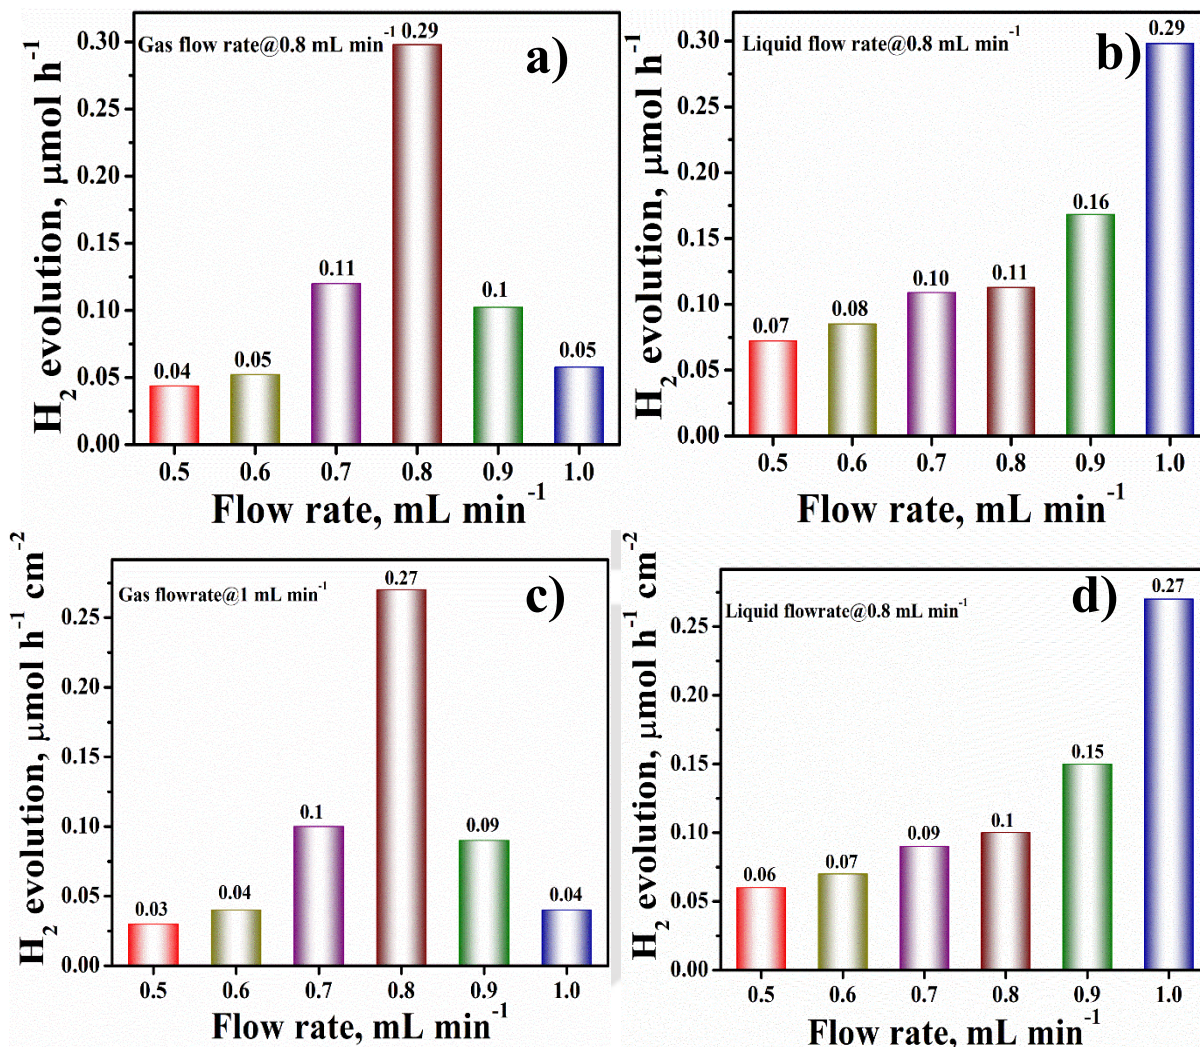 Gas flow rate@0.8 mL min⁻¹
a)
H₂ evolution, μmol h⁻¹
0.30
0.25
0.20
0.15
0.10
0.05
0.00
0.04
0.05
0.11
0.29
0.1
0.05
0.5 0.6 0.7 0.8 0.9 1.0
Flow rate, mL min⁻¹
Liquid flow rate@0.8 mL min⁻¹
b)
H₂ evolution, μmol h⁻¹
0.30
0.25
0.20
0.15
0.10
0.05
0.00
0.07
0.08
0.10
0.11
0.16
0.29
0.5 0.6 0.7 0.8 0.9 1.0
Flow rate, mL min⁻¹
Gas flowrate@1 mL min⁻¹
c)
H₂ evolution, μmol h⁻¹ cm⁻²
0.25
0.20
0.15
0.10
0.05
0.00
0.03
0.04
0.1
0.27
0.09
0.04
0.5 0.6 0.7 0.8 0.9 1.0
Flow rate, mL min⁻¹
Liquid flowrate@0.8 mL min⁻¹
d)
H₂ evolution, μmol h⁻¹ cm⁻²
0.25
0.20
0.15
0.10
0.05
0.00
0.06
0.07
0.09
0.1
0.15
0.27
0.5 0.6 0.7 0.8 0.9 1.0
Flow rate, mL min⁻¹